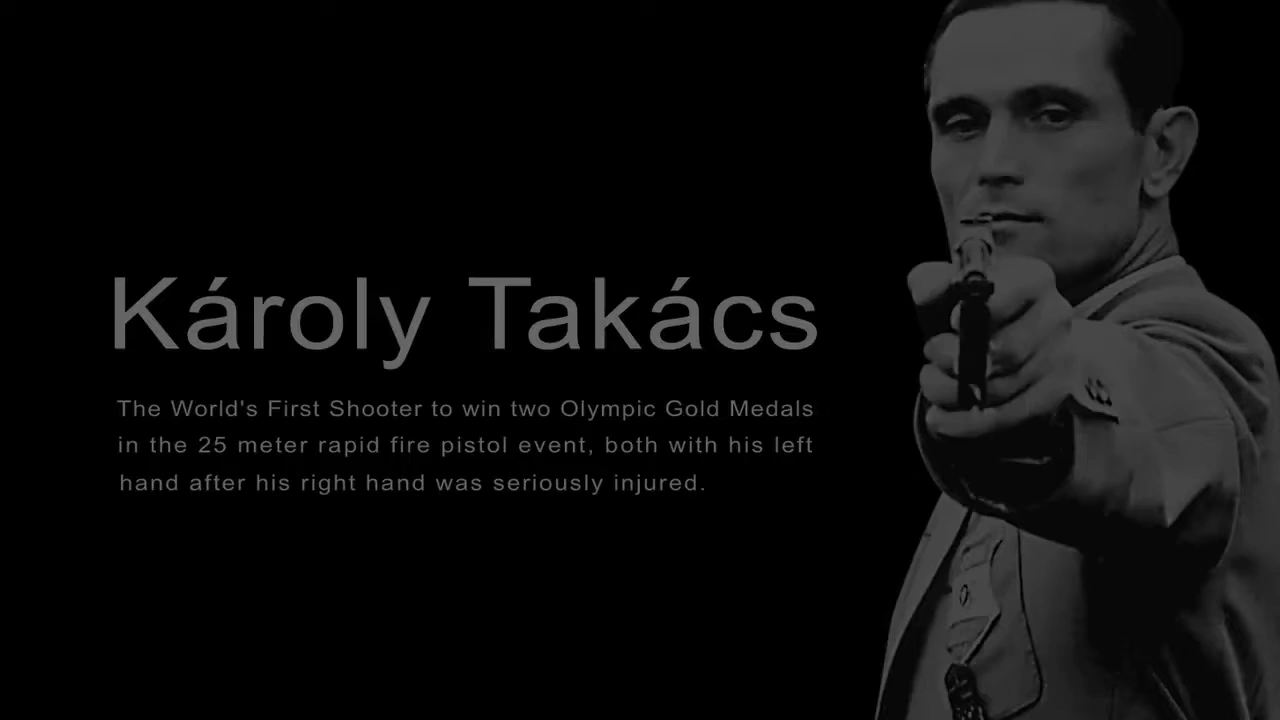 Károly Takács
The World's First Shooter to win two Olympic Gold Medals
in the 25 meter rapid fire pistol event, both with his left
hand after his right hand was seriously injured.